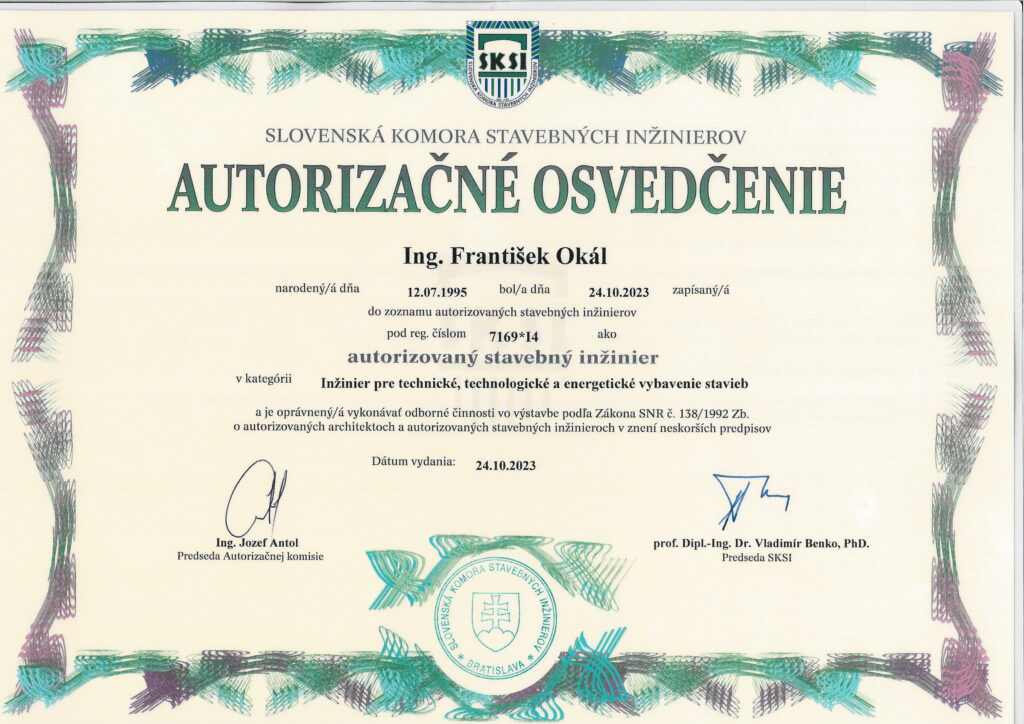 SKSI
SLOVENSKÁ KOMORA STAVEBNÝCH INŽINIEROV
SLOVENSKÁ KOMORA STAVEBNÝCH INŽINIEROV
AUTORIZAČNÉ OSVEDČENIE
Ing. František Okál
narodený/á dňa 12.07.1995 bol/a dňa 24.10.2023 zapísaný/á
do zoznamu autorizovaných stavebných inžinierov
pod reg. číslom 7169*I4 ako
autorizovaný stavebný inžinier
v kategórii Inžinier pre technické, technologické a energetické vybavenie stavieb
a je oprávnený/á vykonávať odborné činnosti vo výstavbe podľa Zákona SNR č. 138/1992 Zb.
o autorizovaných architektoch a autorizovaných stavebných inžinieroch v znení neskorších predpisov
Dátum vydania: 24.10.2023
Ing. Jozef Antol
Predseda Autorizačnej komisie
prof. Dipl.-Ing. Dr. Vladimír Benko, PhD.
Predseda SKSI
SLOVENSKÁ KOMORA STAVEBNÝCH INŽINIEROV
* BRATISLAVA *